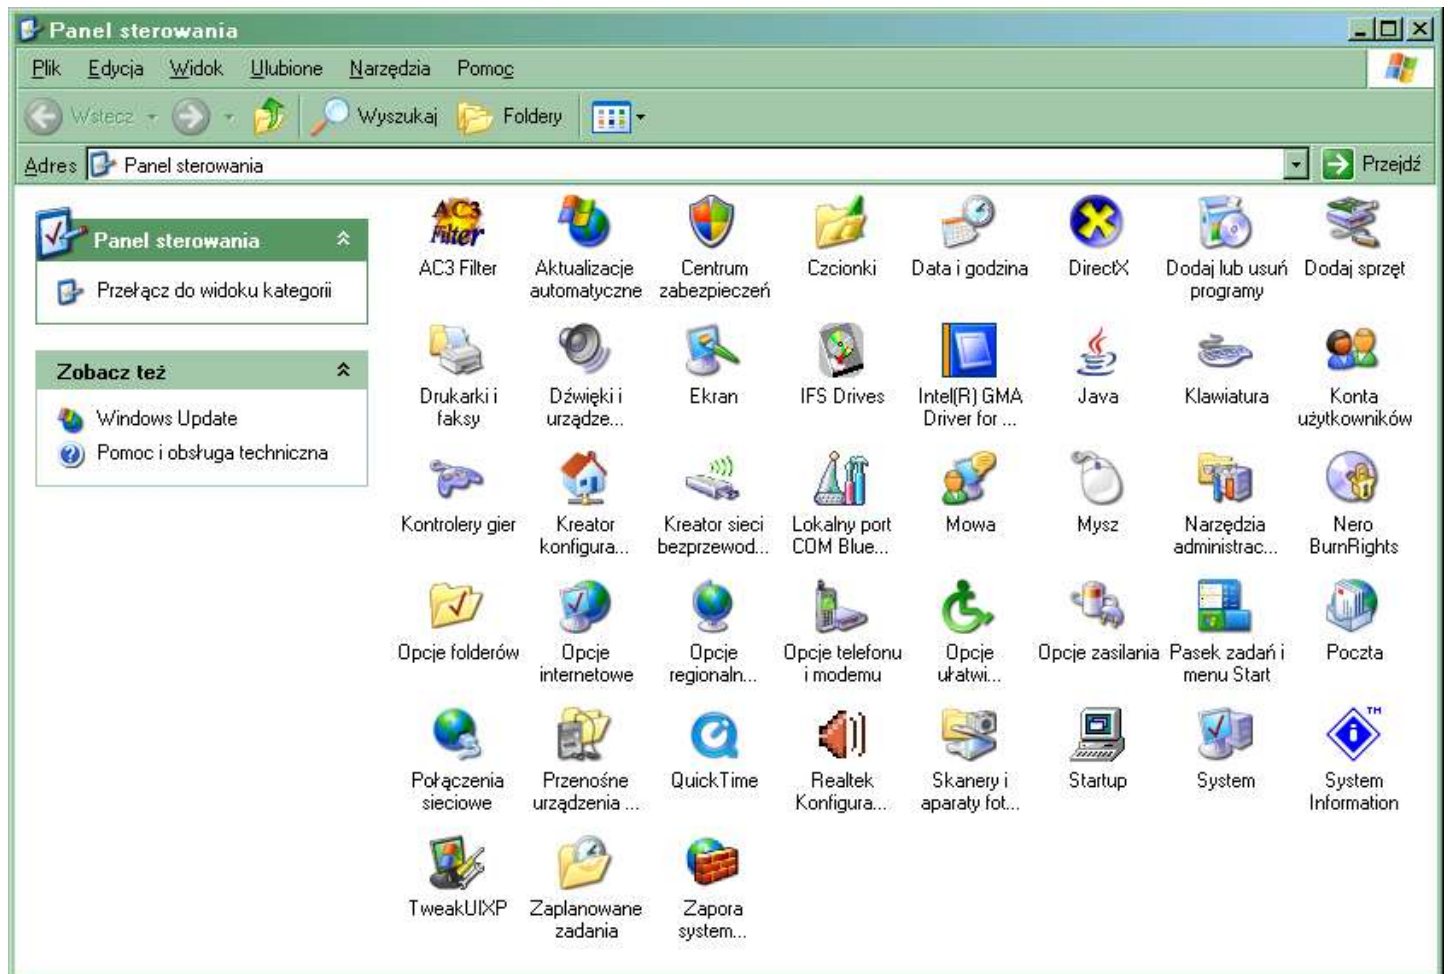 Panel sterowania
Plik Edycja Widok Ulubione Narzędzia Pomoc
Wstecz Wyszukaj Foldery
Adres Panel sterowania Przejdź
Panel sterowania
Przełącz do widoku kategorii
Zobacz też
Windows Update
Pomoc i obsługa techniczna
AC3
Filter
AC3 Filter
Aktualizacje
automatyczne
Centrum
zabezpieczeń
Czcionki
Data i godzina
DirectX
Dodaj lub usuń
programy
Dodaj sprzęt
Drukarki i
faksy
Dźwięki i
urządze...
Ekran
IFS Drives
Intel(R) GMA
Driver for ...
Java
Klawiatura
Konta
użytkowników
Kontrolery gier
Kreator
konfigura...
Kreator sieci
bezprzewod...
Lokalny port
COM Blue...
Mowa
Mysz
Narzędzia
administrac...
Nero
BurnRights
Opcje folderów
Opcje
internetowe
Opcje
regionaln...
Opcje telefonu
i modemu
Opcje
ułatwi...
Opcje zasilania
Pasek zadań i
menu Start
Poczta
Połączenia
sieciowe
Przenośne
urządzenia ...
QuickTime
Realtek
Konfigura...
Skanery i
aparaty fot...
Startup
System
TM
System
Information
TweakUIXP
Zaplanowane
zadania
Zapora
system...